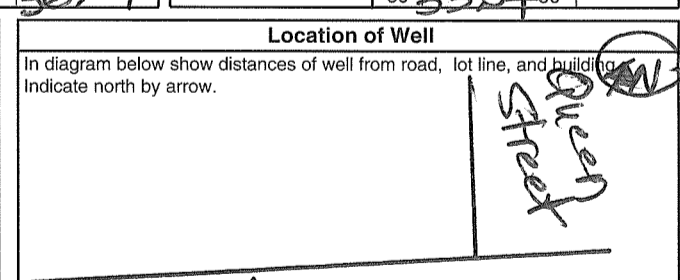 Location of Well
In diagram below show distances of well from road, lot line, and building.
Indicate north by arrow.
N
Queen
Street